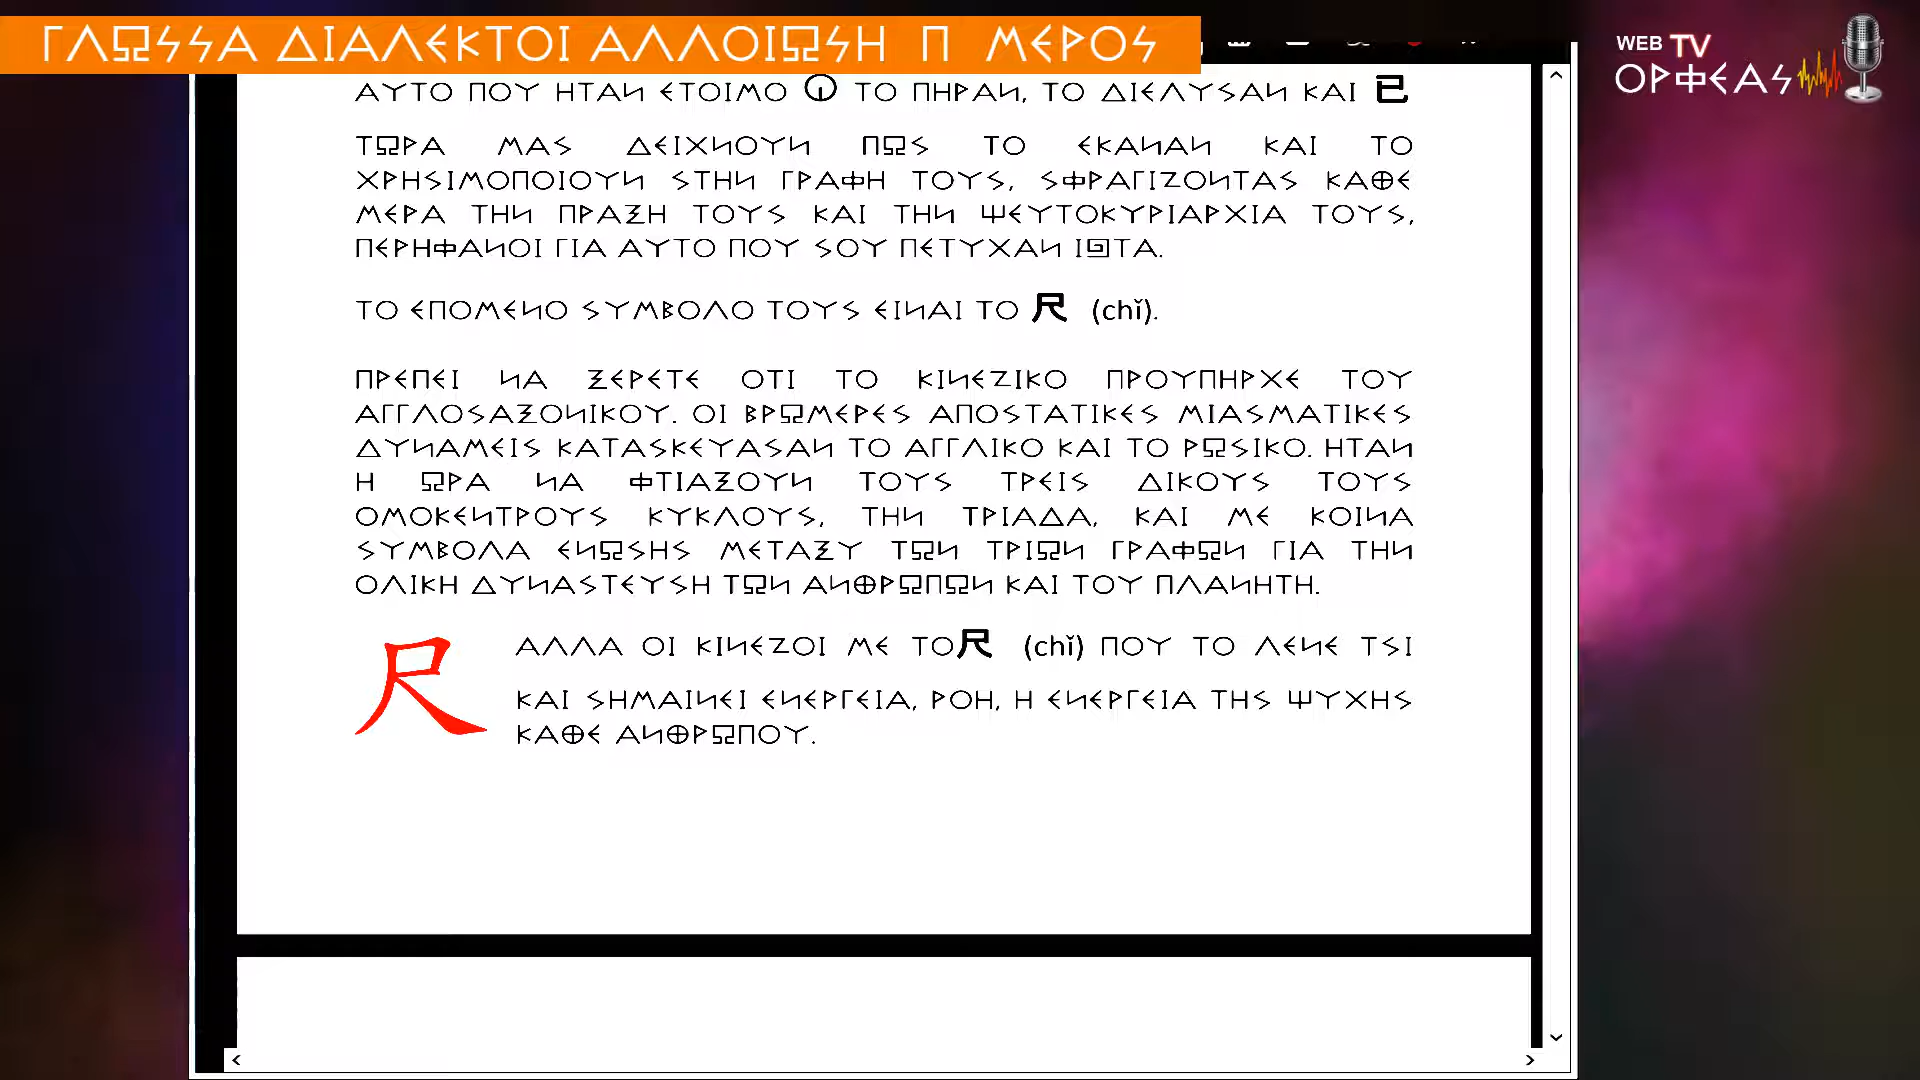 ΓΛΩΣΣΑ ΔΙΑΛΕΚΤΟΙ ΑΛΛΟΙΩΣΗ Π ΜΕΡΟΣ
WEB TV
ΟΡΦΕΑΣ
ΑΥΤΟ ΠΟΥ ΗΤΑΝ ΕΤΟΙΜΟ ΤΟ ΠΗΡΑΝ, ΤΟ ΔΙΕΛΥΣΑΝ ΚΑΙ 已
ΤΩΡΑ ΜΑΣ ΔΕΙΧΝΟΥΝ ΠΩΣ ΤΟ ΕΚΑΝΑΝ ΚΑΙ ΤΟ
ΧΡΗΣΙΜΟΠΟΙΟΥΝ ΣΤΗΝ ΓΡΑΦΗ ΤΟΥΣ, ΣΦΡΑΓΙΖΟΝΤΑΣ ΚΑΘΕ
ΜΕΡΑ ΤΗΝ ΠΡΑΞΗ ΤΟΥΣ ΚΑΙ ΤΗΝ ΨΕΥΤΟΚΥΡΙΑΡΧΙΑ ΤΟΥΣ,
ΠΕΡΗΦΑΝΟΙ ΓΙΑ ΑΥΤΟ ΠΟΥ ΣΟΥ ΠΕΤΥΧΑΝ ΙΩΤΑ.
ΤΟ ΕΠΟΜΕΝΟ ΣΥΜΒΟΛΟ ΤΟΥΣ ΕΙΝΑΙ ΤΟ 尺 (chǐ).
ΠΡΕΠΕΙ ΝΑ ΞΕΡΕΤΕ ΟΤΙ ΤΟ ΚΙΝΕΖΙΚΟ ΠΡΟΥΠΗΡΧΕ ΤΟΥ
ΑΓΓΛΟΣΑΞΟΝΙΚΟΥ. ΟΙ ΒΡΩΜΕΡΕΣ ΑΠΟΣΤΑΤΙΚΕΣ ΜΙΑΣΜΑΤΙΚΕΣ
ΔΥΝΑΜΕΙΣ ΚΑΤΑΣΚΕΥΑΣΑΝ ΤΟ ΑΓΓΛΙΚΟ ΚΑΙ ΤΟ ΡΩΣΙΚΟ. ΗΤΑΝ
Η ΩΡΑ ΝΑ ΦΤΙΑΞΟΥΝ ΤΟΥΣ ΤΡΕΙΣ ΔΙΚΟΥΣ ΤΟΥΣ
ΟΜΟΚΕΝΤΡΟΥΣ ΚΥΚΛΟΥΣ, ΤΗΝ ΤΡΙΑΔΑ, ΚΑΙ ΜΕ ΚΟΙΝΑ
ΣΥΜΒΟΛΑ ΕΝΩΣΗΣ ΜΕΤΑΞΥ ΤΩΝ ΤΡΙΩΝ ΓΡΑΦΩΝ ΓΙΑ ΤΗΝ
ΟΛΙΚΗ ΔΥΝΑΣΤΕΥΣΗ ΤΩΝ ΑΝΘΡΩΠΩΝ ΚΑΙ ΤΟΥ ΠΛΑΝΗΤΗ.
尺
ΑΛΛΑ ΟΙ ΚΙΝΕΖΟΙ ΜΕ ΤΟ尺 (chǐ) ΠΟΥ ΤΟ ΛΕΝΕ ΤΣΙ
ΚΑΙ ΣΗΜΑΙΝΕΙ ΕΝΕΡΓΕΙΑ, ΡΟΗ, Η ΕΝΕΡΓΕΙΑ ΤΗΣ ΨΥΧΗΣ
ΚΑΘΕ ΑΝΘΡΩΠΟΥ.